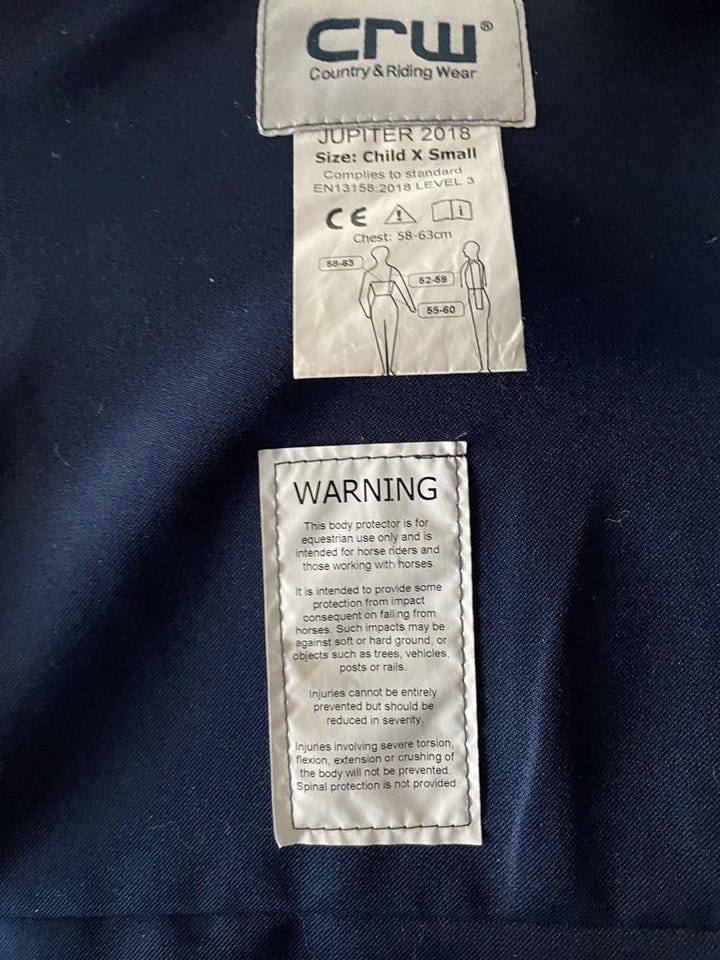 crw®
Country & Riding Wear
JUPITER 2018
Size: Child X Small
Complies to standard
EN13158:2018 LEVEL 3
CE
Chest: 58-63cm
58-63
52-59
55-60
WARNING
This body protector is for
equestrian use only and is
intended for horse riders and
those working with horses.
It is intended to provide some
protection from impact
consequent on falling from
horses. Such impacts may be
against soft or hard ground, or
objects such as trees, vehicles,
posts or rails.
Injuries cannot be entirely
prevented but should be
reduced in severity.
Injuries involving severe torsion,
flexion, extension or crushing of
the body will not be prevented.
Spinal protection is not provided.